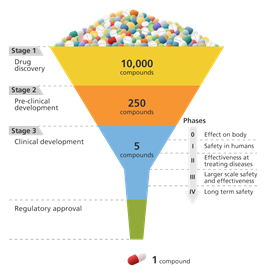 Stage 1
Drug
discovery
10,000
compounds
Stage 2
Pre-clinical
development
250
compounds
Stage 3
Clinical development
5
compounds
Phases
0 Effect on body
I Safety in humans
II Effectiveness at
treating diseases
III Larger scale safety
and effectiveness
IV Long term safety
Regulatory approval
1 compound